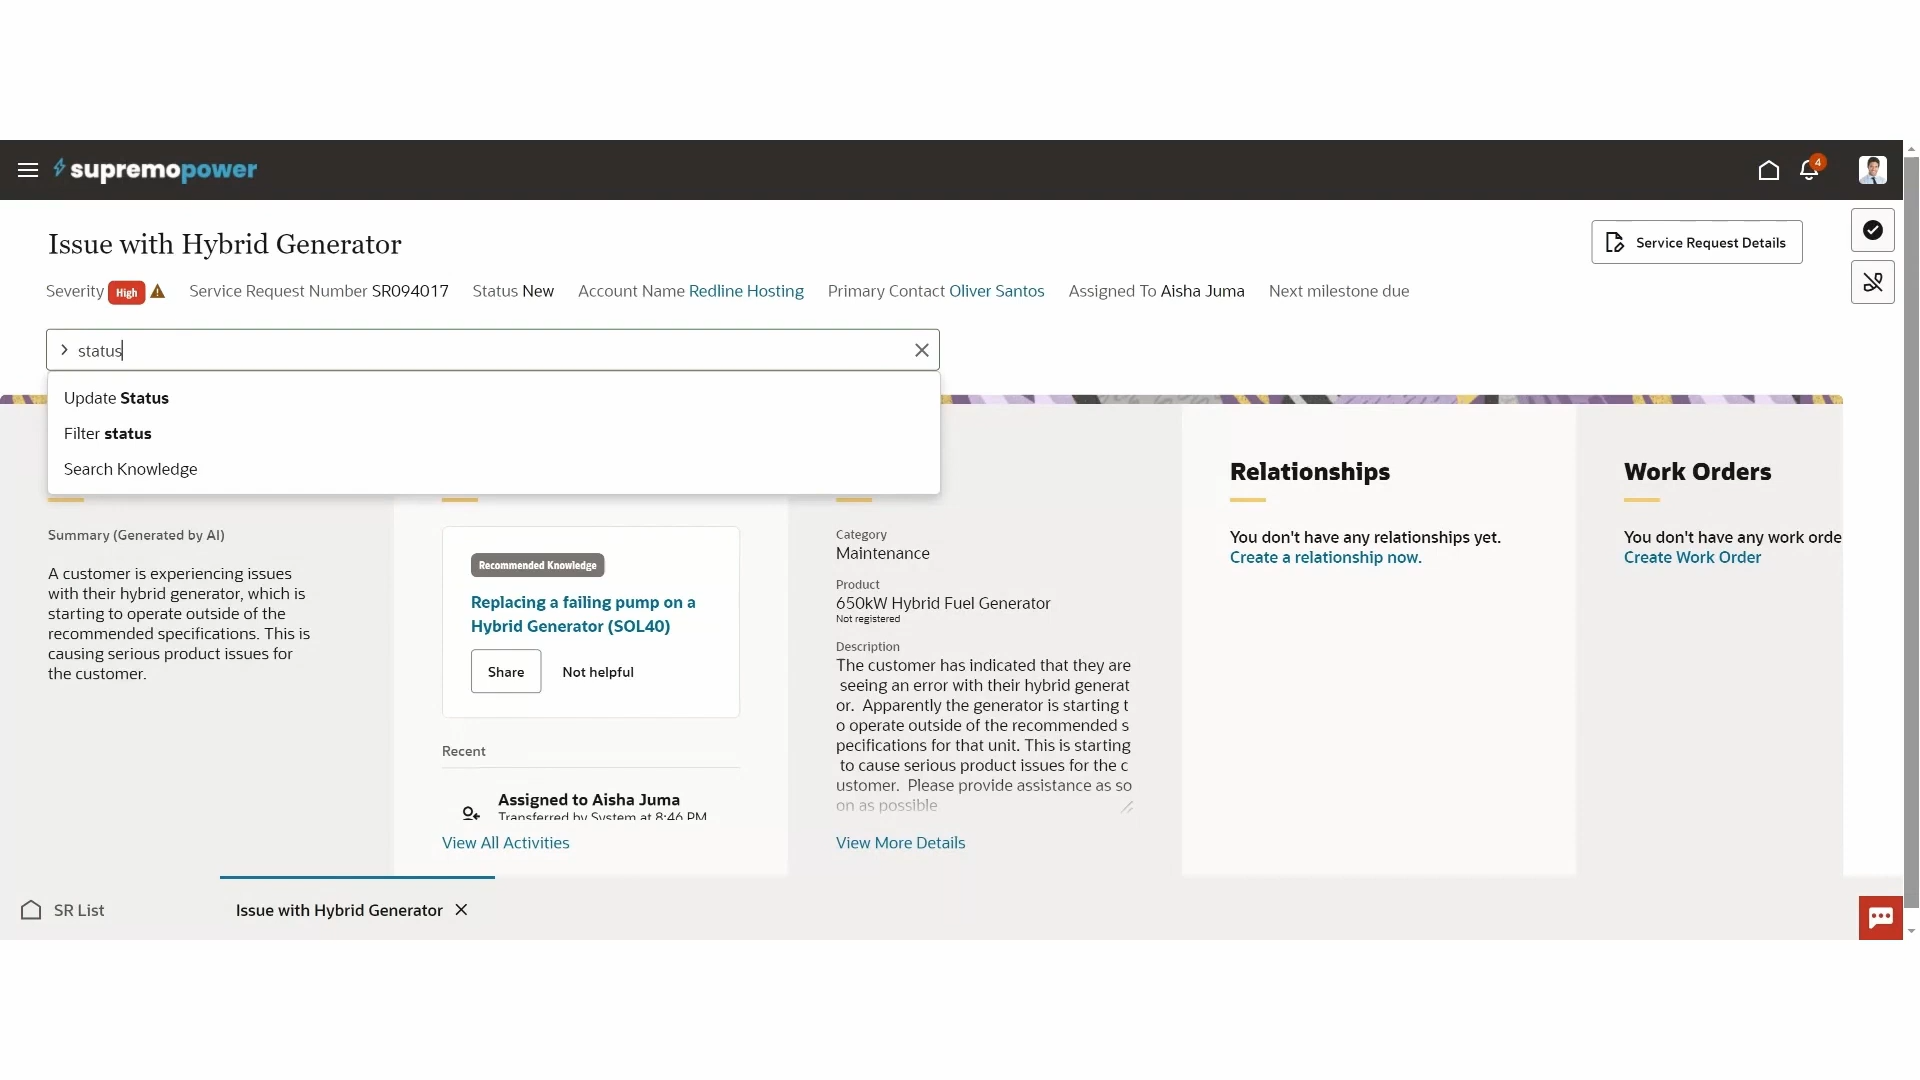 supremopower
4
Issue with Hybrid Generator
Service Request Details
Severity High Service Request Number SR094017 Status New Account Name Redline Hosting Primary Contact Oliver Santos Assigned To Aisha Juma Next milestone due
status
Update Status
Filter status
Search Knowledge
Summary (Generated by AI)
A customer is experiencing issues
with their hybrid generator, which is
starting to operate outside of the
recommended specifications. This is
causing serious product issues for
the customer.
Recommended Knowledge
Replacing a failing pump on a
Hybrid Generator (SOL40)
Share Not helpful
Recent
Assigned to Aisha Juma
Transferred by System at 8:46 PM
View All Activities
Category
Maintenance
Product
650kW Hybrid Fuel Generator
Not registered
Description
The customer has indicated that they are
seeing an error with their hybrid generat
or.  Apparently the generator is starting t
o operate outside of the recommended s
pecifications for that unit. This is starting
to cause serious product issues for the c
ustomer.  Please provide assistance as so
on as possible
View More Details
Relationships
You don't have any relationships yet.
Create a relationship now.
Work Orders
You don't have any work orde
Create Work Order
SR List
Issue with Hybrid Generator